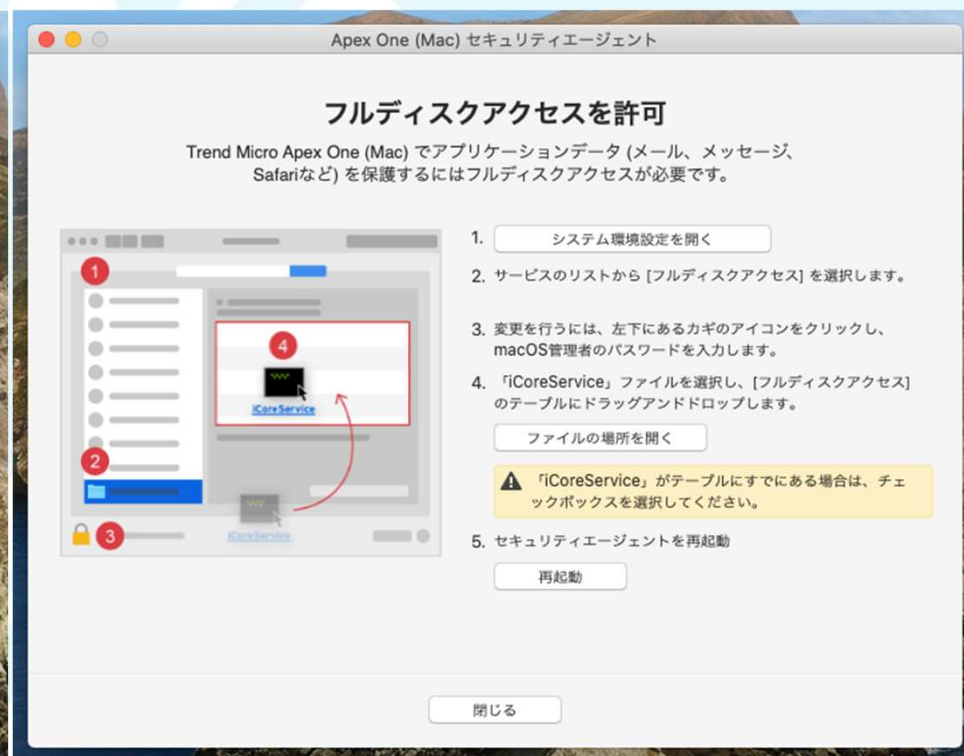 Apex One (Mac) セキュリティエージェント
フルディスクアクセスを許可
Trend Micro Apex One (Mac) でアプリケーションデータ (メール、メッセージ、
Safariなど) を保護するにはフルディスクアクセスが必要です。
1. システム環境設定を開く
2. サービスのリストから [フルディスクアクセス] を選択します。
3. 変更を行うには、左下にあるカギのアイコンをクリックし、
macOS管理者のパスワードを入力します。
4. 「iCoreService」ファイルを選択し、[フルディスクアクセス]
のテーブルにドラッグアンドドロップします。
ファイルの場所を開く
「iCoreService」がテーブルにすでにある場合は、チェ
ックボックスを選択してください。
5. セキュリティエージェントを再起動
再起動
1
4
iCoreService
2
3
iCoreService
閉じる